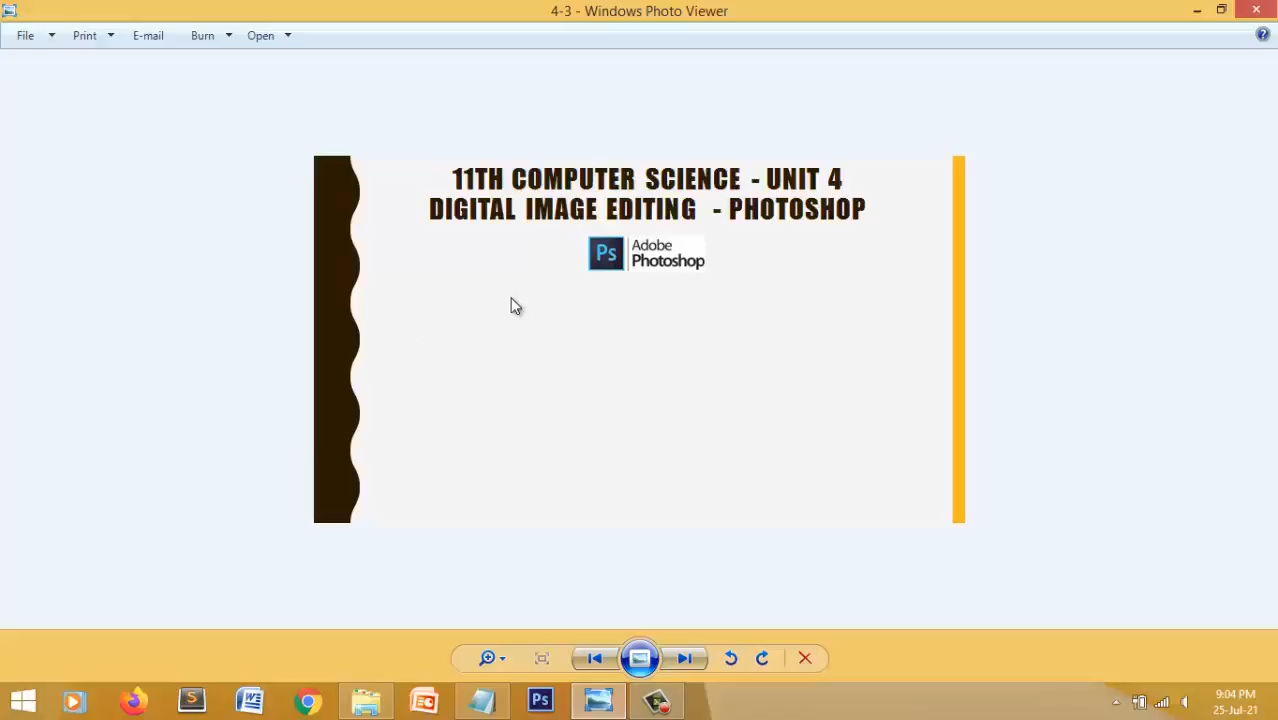 4-3 - Windows Photo Viewer
File Print E-mail Burn Open
11TH COMPUTER SCIENCE - UNIT 4
DIGITAL IMAGE EDITING - PHOTOSHOP
Ps Adobe
Photoshop
S W Ps
9:04 PM
25-Jul-21